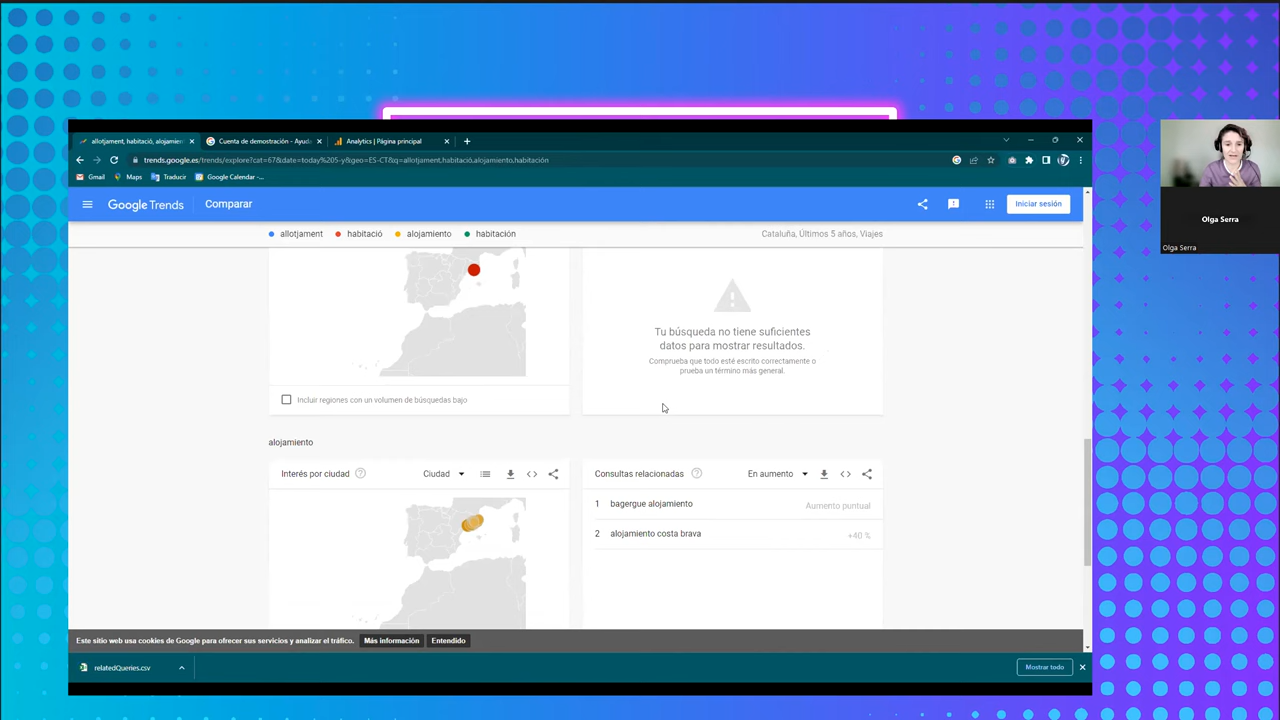 allotjament, habitació, alojamien
Cuenta de demostración - Ayuda
Analytics | Página principal
trends.google.es/trends/explore?cat=67&date=today%205-y&geo=ES-CT&q=allotjament,habitació,alojamiento,habitación
Gmail
Maps
Traducir
Google Calendar -...
Google Trends
Comparar
Iniciar sesión
allotjament
habitació
alojamiento
habitación
Cataluña, Últimos 5 años, Viajes
Tu búsqueda no tiene suficientes
datos para mostrar resultados.
Comprueba que todo esté escrito correctamente o
prueba un término más general.
Incluir regiones con un volumen de búsquedas bajo
alojamiento
Interés por ciudad
Ciudad
Consultas relacionadas
En aumento
1 bagergue alojamiento
Aumento puntual
2 alojamiento costa brava
+40 %
Este sitio web usa cookies de Google para ofrecer sus servicios y analizar el tráfico.
Más información
Entendido
relatedQueries.csv
Mostrar todo
Olga Serra
Olga Serra